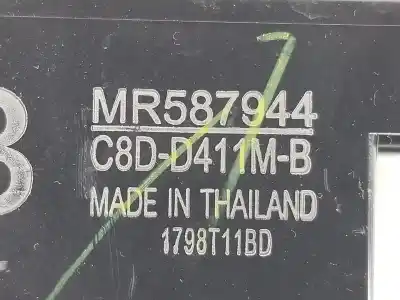 MR587944
C8D-D411M-B
MADE IN THAILAND
1798T11BD